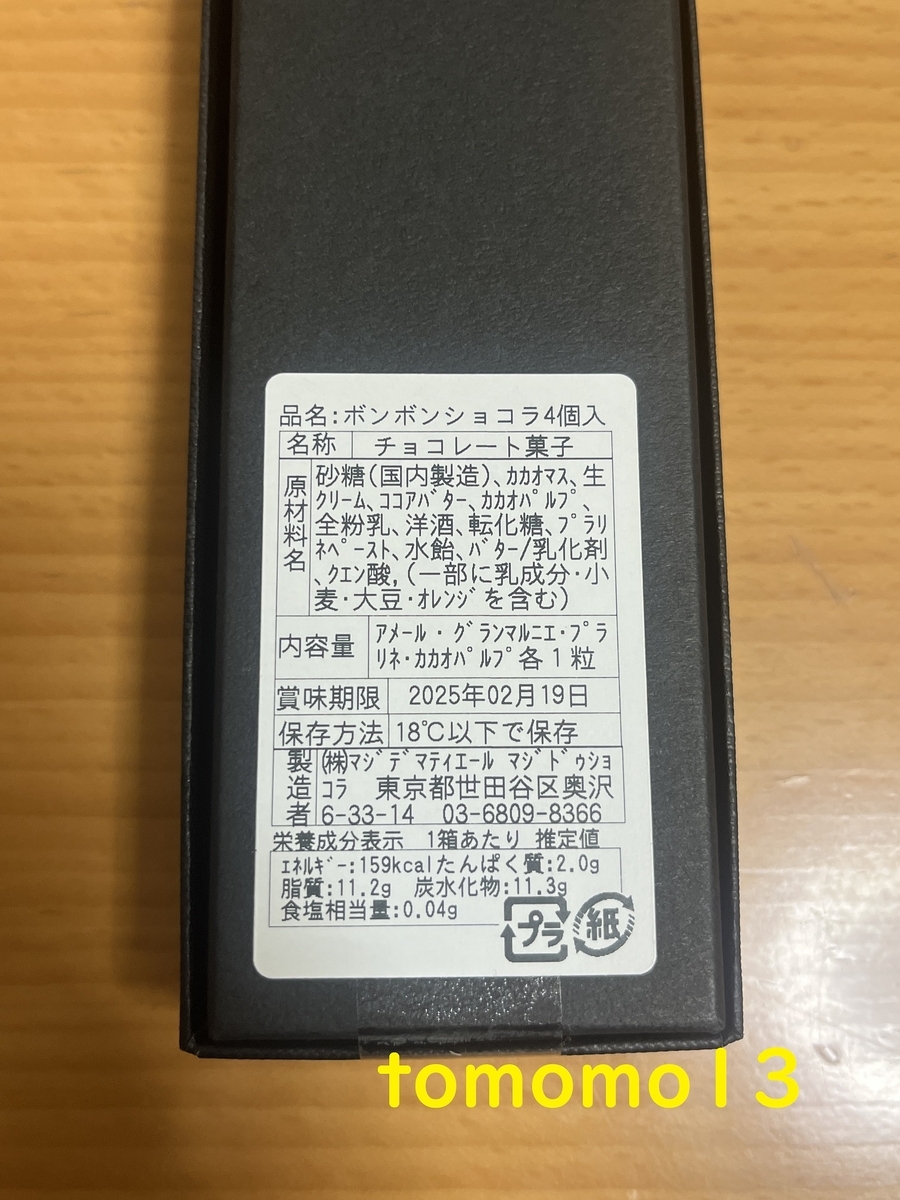 品名:ボンボンショコラ4個入
名称 チョコレート菓子
原材料名
砂糖(国内製造)、ｶｶｵﾏｽ、生
ｸﾘｰﾑ、ｺｺｱﾊﾞﾀｰ、ｶｶｵﾊﾟﾙﾌﾟ、
全粉乳、洋酒、転化糖、ﾌﾟﾗﾘ
ﾈﾍﾟｰｽﾄ、水飴、ﾊﾞﾀｰ/乳化剤
、ｸｴﾝ酸,(一部に乳成分･小
麦･大豆･ｵﾚﾝｼﾞを含む)
内容量 ｱﾒｰﾙ・ｸﾞﾗﾝﾏﾙﾆｴ･ﾌﾟﾗ
ﾘﾈ･ｶｶｵﾊﾟﾙﾌﾟ各1粒
賞味期限 2025年02月19日
保存方法 18℃以下で保存
製造者 ㈱ﾏｼﾞﾃﾞﾏﾃｨｴｰﾙ ﾏｼﾞﾄﾞｩｼｮ
ｺﾗ 東京都世田谷区奥沢
6-33-14 03-6809-8366
栄養成分表示 1箱あたり 推定値
ｴﾈﾙｷﾞｰ:159kcalたんぱく質:2.0g
脂質:11.2g 炭水化物:11.3g
食塩相当量:0.04g
プラ 紙
tomomo13